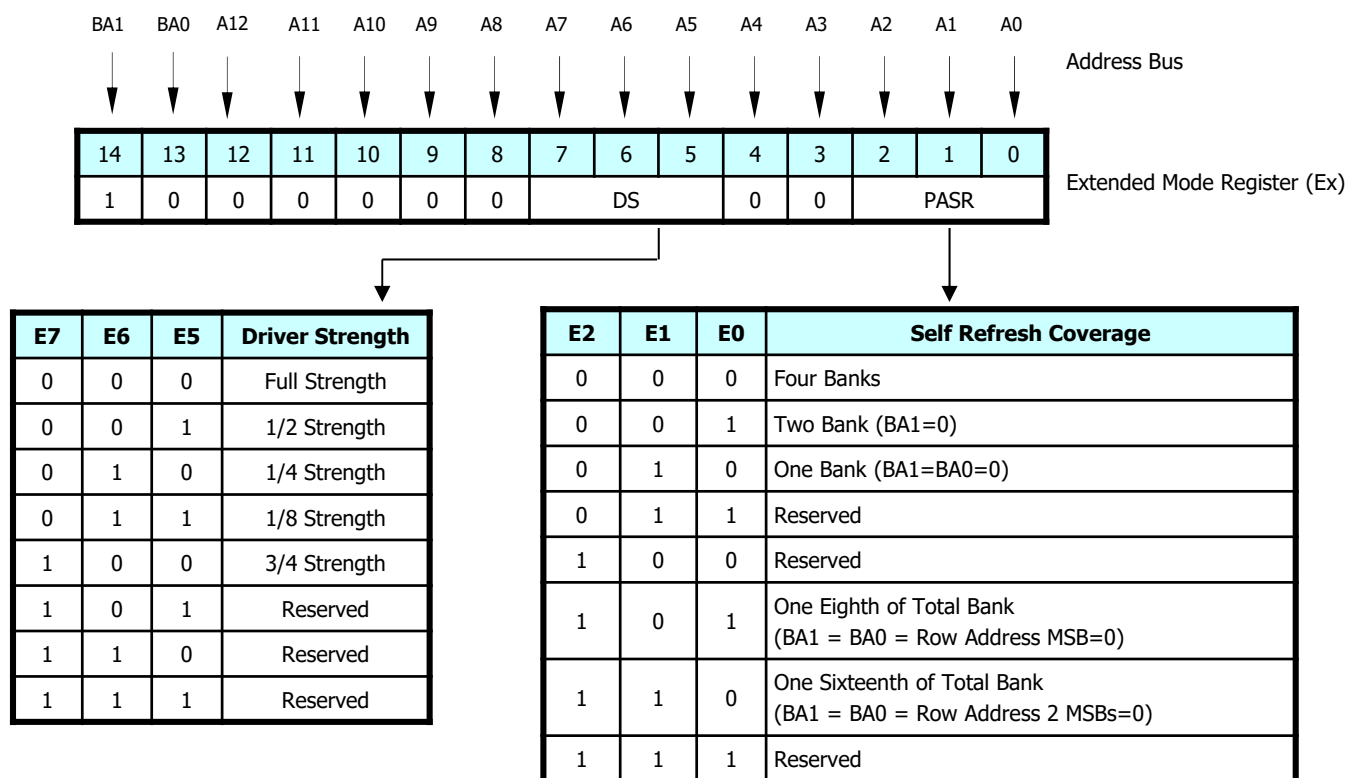 BA1 BA0 A12 A11 A10 A9 A8 A7 A6 A5 A4 A3 A2 A1 A0
Address Bus
14 13 12 11 10 9 8 7 6 5 4 3 2 1 0
1 0 0 0 0 0 0 DS 0 0 PASR
Extended Mode Register (Ex)
E7 E6 E5 Driver Strength
0 0 0 Full Strength
0 0 1 1/2 Strength
0 1 0 1/4 Strength
0 1 1 1/8 Strength
1 0 0 3/4 Strength
1 0 1 Reserved
1 1 0 Reserved
1 1 1 Reserved
E2 E1 E0 Self Refresh Coverage
0 0 0 Four Banks
0 0 1 Two Bank (BA1=0)
0 1 0 One Bank (BA1=BA0=0)
0 1 1 Reserved
1 0 0 Reserved
1 0 1 One Eighth of Total Bank
(BA1 = BA0 = Row Address MSB=0)
1 1 0 One Sixteenth of Total Bank
(BA1 = BA0 = Row Address 2 MSBs=0)
1 1 1 Reserved